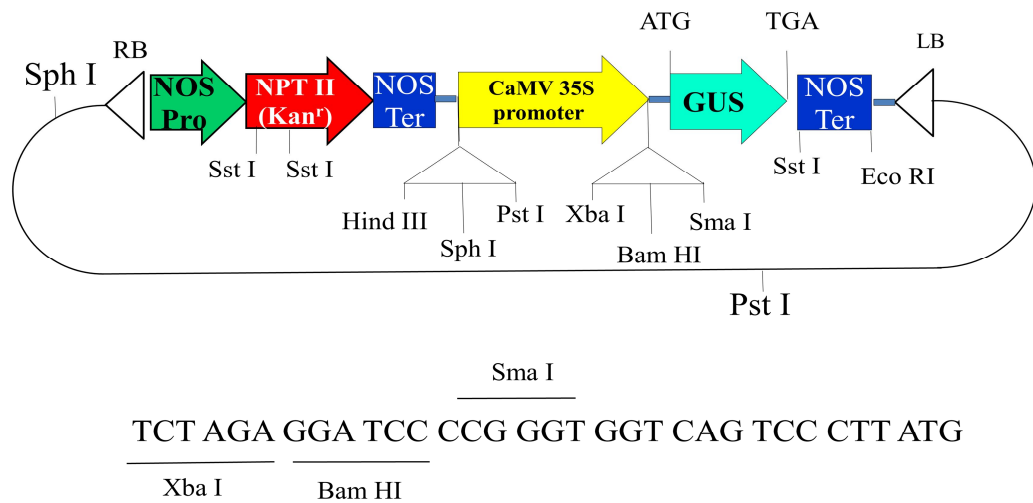 ATG
TGA
RB
LB
Sph I
NOS
Pro
NPT II
(Kanʳ)
NOS
Ter
CaMV 35S
promoter
GUS
NOS
Ter
Sst I
Sst I
Sst I
Eco RI
Hind III
Sph I
Pst I
Xba I
Bam HI
Sma I
Pst I
Sma I
TCT AGA GGA TCC CCG GGT GGT CAG TCC CTT ATG
Xba I
Bam HI